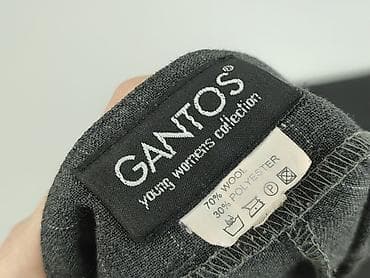 GANTOS®
young womens collection
70% WOOL
30% POLYESTER
P